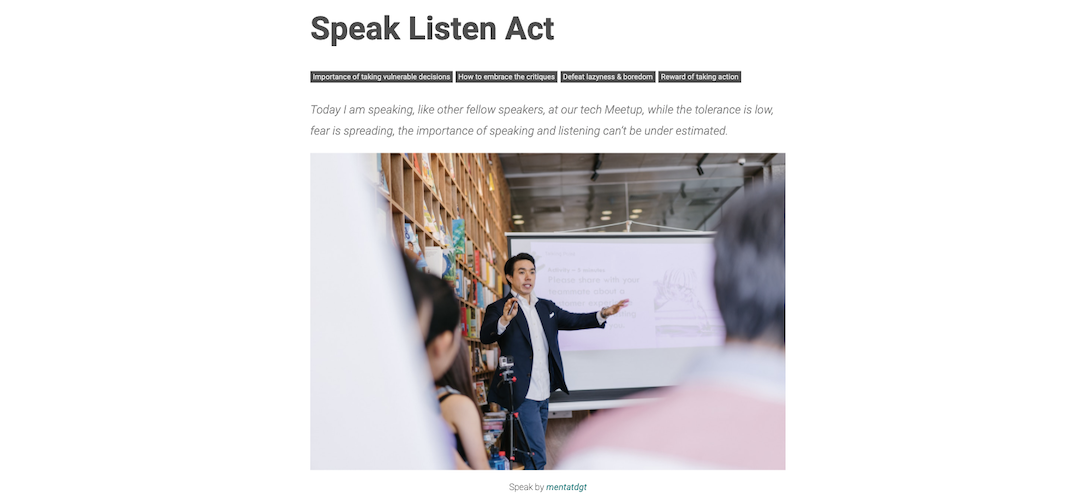 Speak Listen Act
Importance of taking vulnerable decisions How to embrace the critiques Defeat lazyness & boredom Reward of taking action
Today I am speaking, like other fellow speakers, at our tech Meetup, while the tolerance is low,
fear is spreading, the importance of speaking and listening can't be under estimated.
Please share with your
Speak by mentatdgt